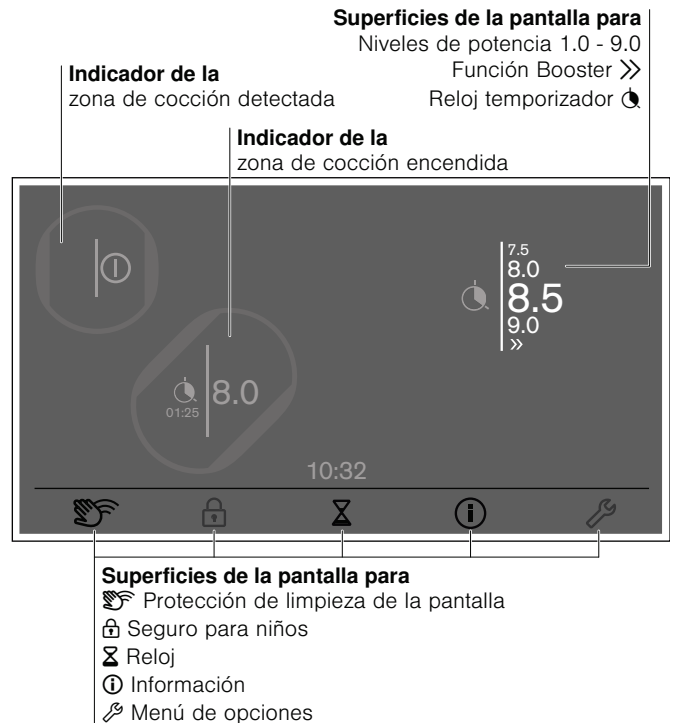 Superficies de la pantalla para
Niveles de potencia 1.0 - 9.0
Función Booster
Reloj temporizador
Indicador de la
zona de cocción detectada
Indicador de la
zona de cocción encendida
7.5
8.0
8.5
9.0
»
01:25
8.0
10:32
Superficies de la pantalla para
Protección de limpieza de la pantalla
Seguro para niños
Reloj
Información
Menú de opciones